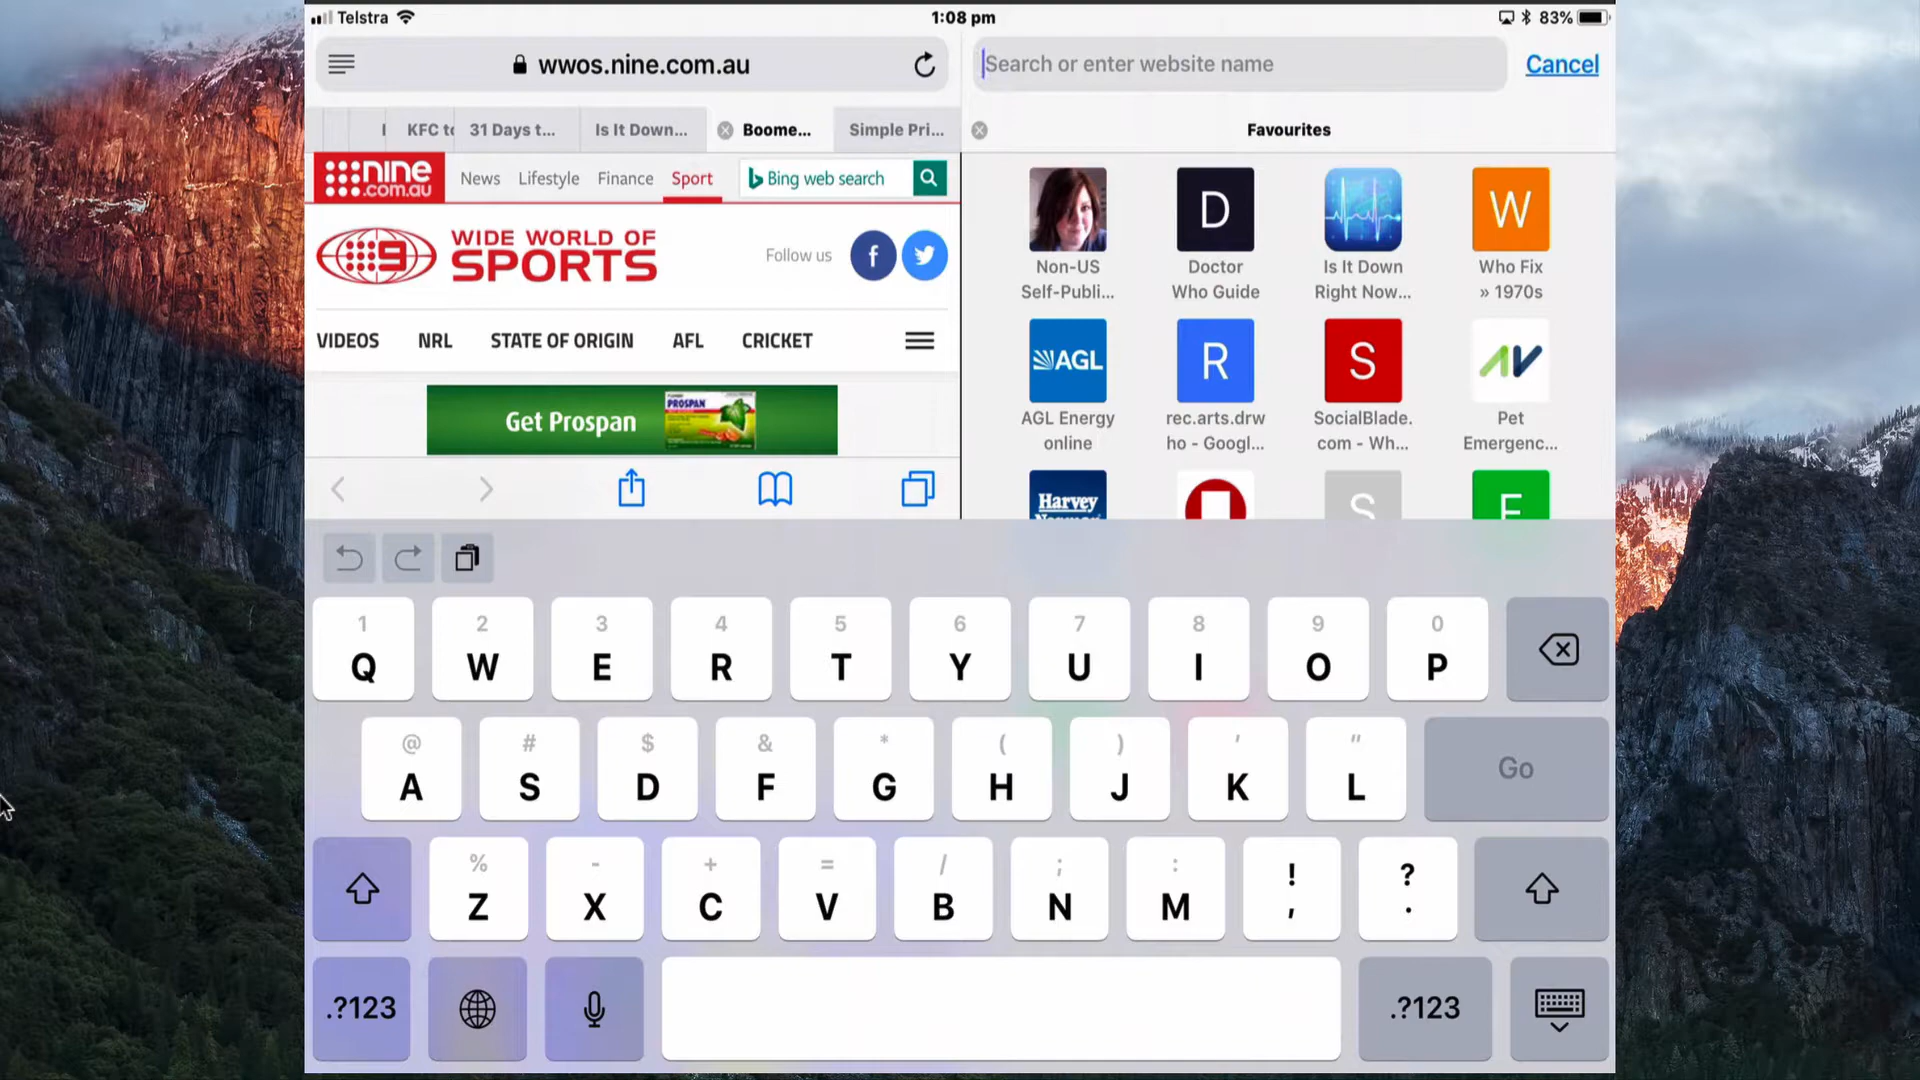 Telstra
1:08 pm
83%
wwos.nine.com.au
Search or enter website name
Cancel
KFC to
31 Days t...
Is It Down...
Boome...
Simple Pri...
Favourites
nine
.com.au
News
Lifestyle
Finance
Sport
Bing web search
9
WIDE WORLD OF
SPORTS
Follow us
f
VIDEOS
NRL
STATE OF ORIGIN
AFL
CRICKET
Get Prospan
PROSPAN
Non-US
Self-Publi...
D
Doctor
Who Guide
Is It Down
Right Now...
W
Who Fix
» 1970s
AGL
AGL Energy
online
R
rec.arts.drw
ho - Googl...
S
SocialBlade.
com - Wh...
AV
Pet
Emergenc...
Harvey
Norman
S
1 2 3 4 5 6 7 8 9 0
Q W E R T Y U I O P
@ # $ & * ( ) ' "
A S D F G H J K L
Go
% - + = / ; : ! ?
Z X C V B N M , .
.?123
.?123